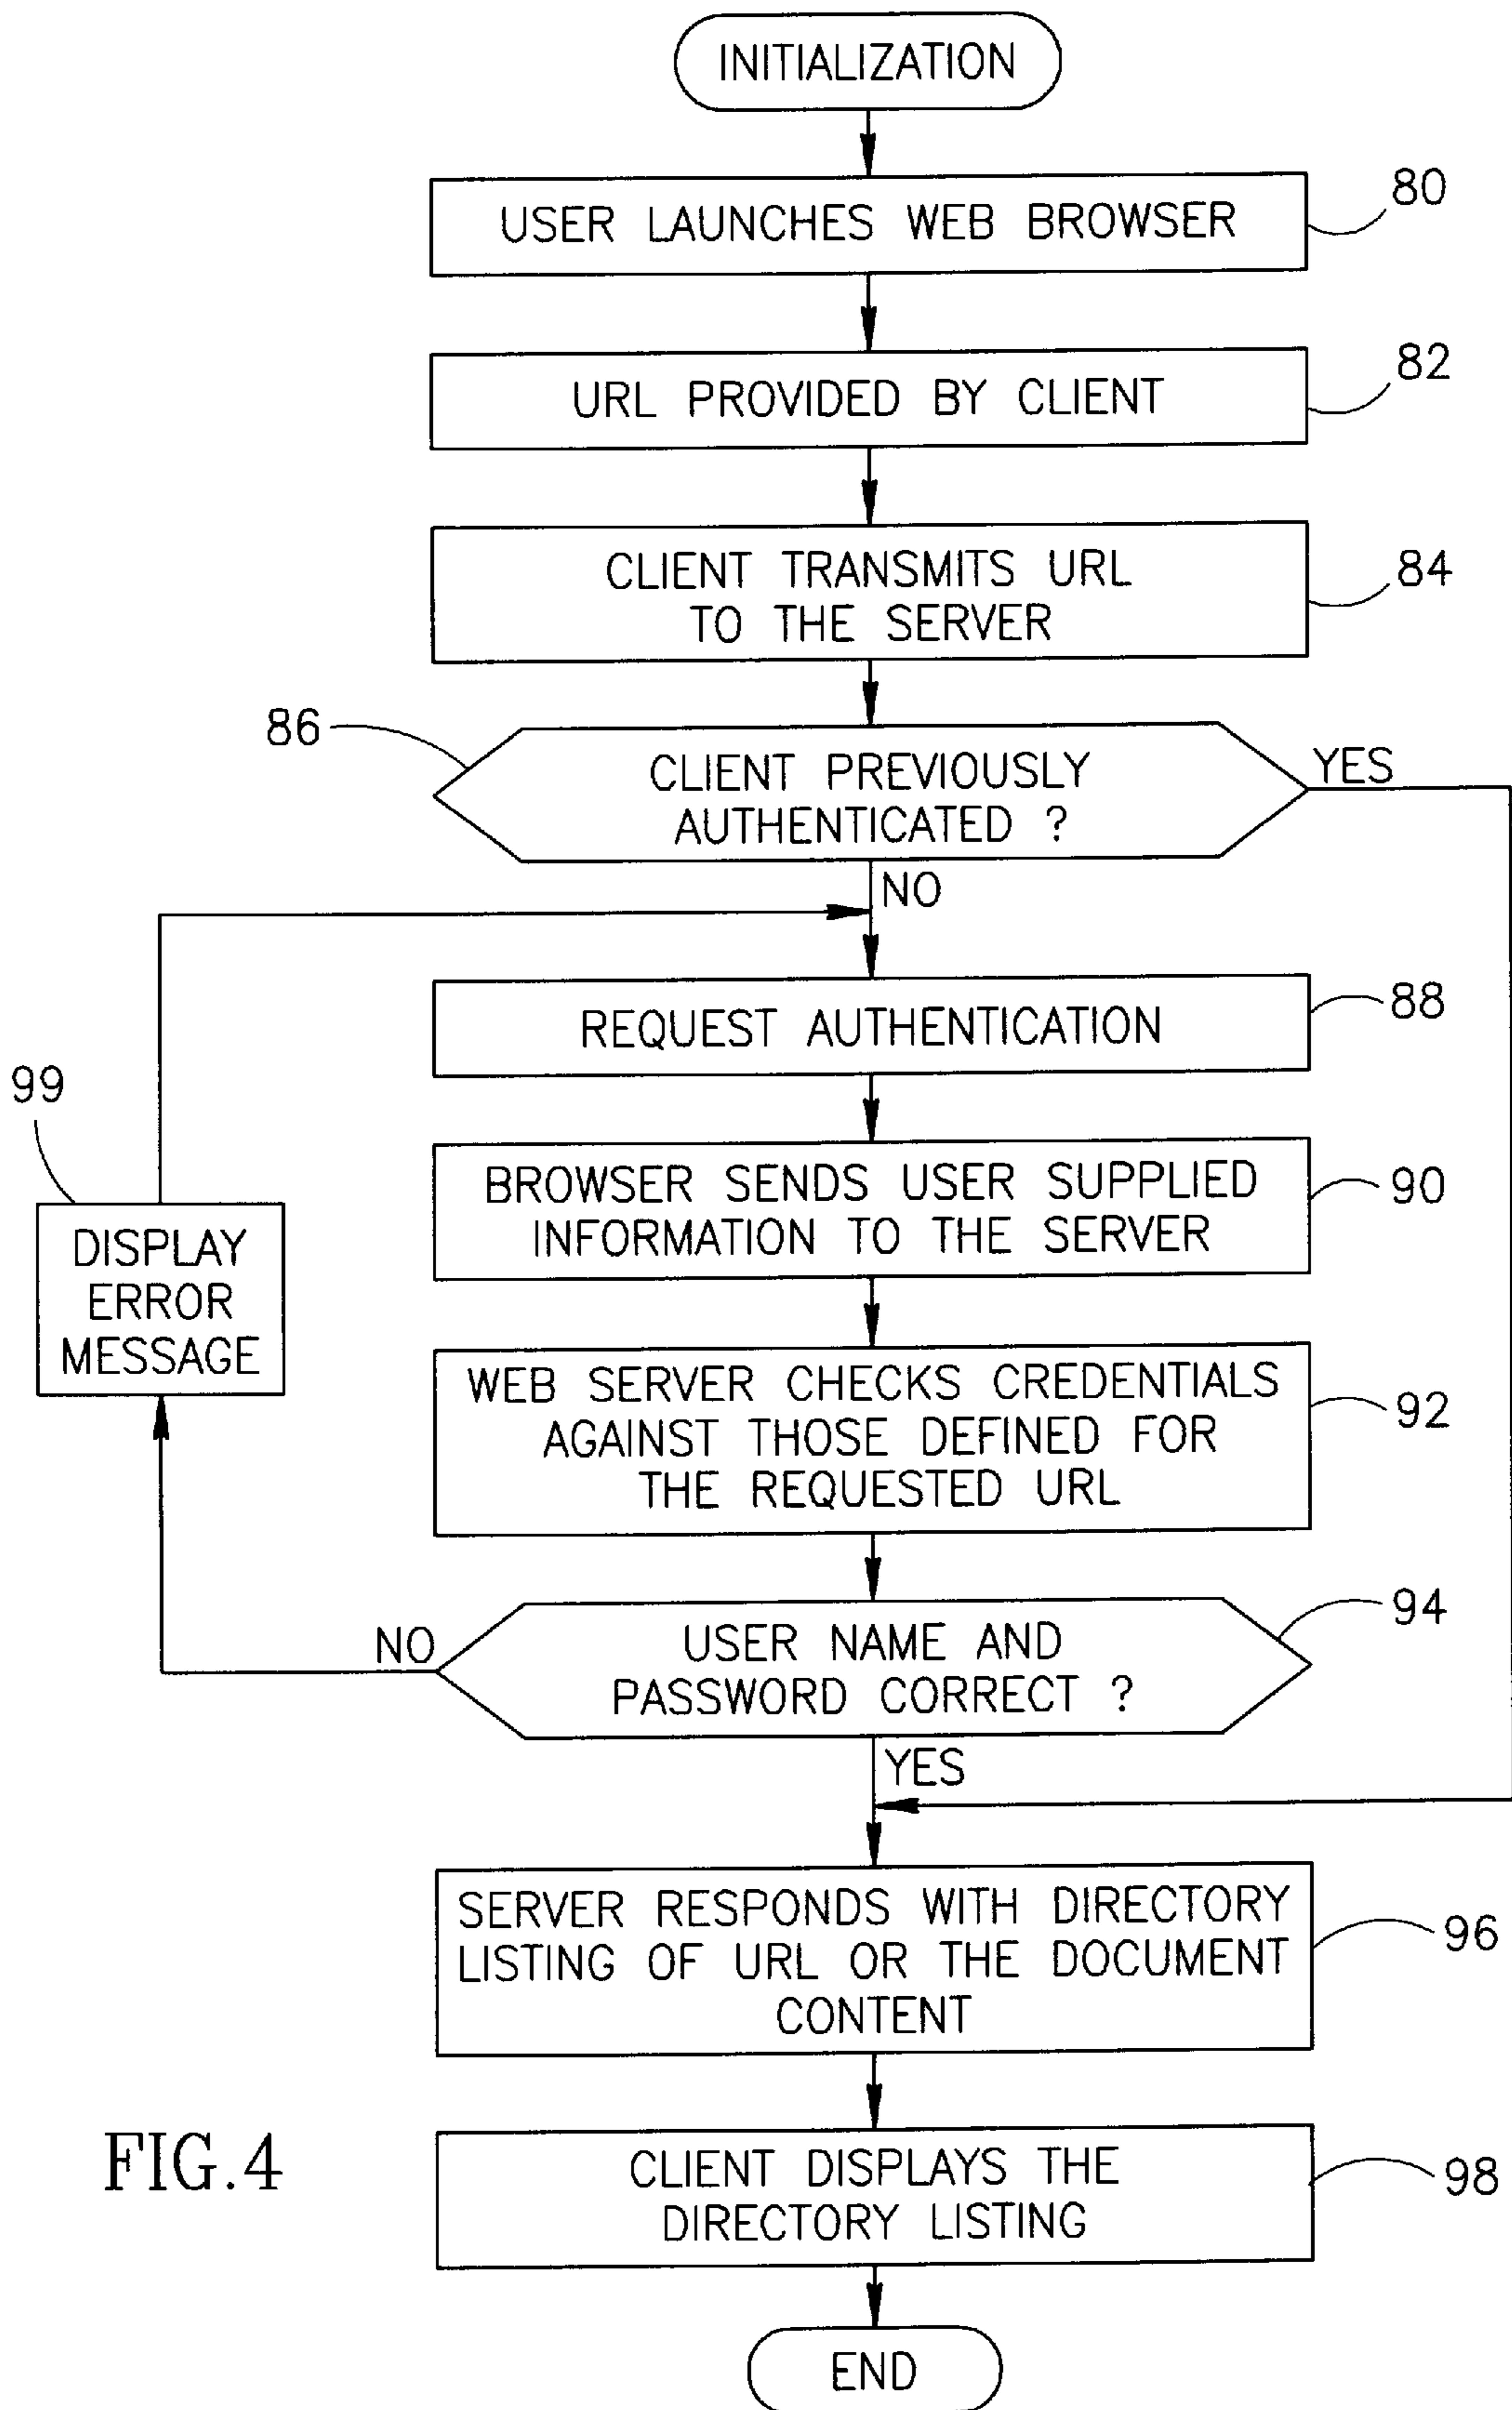 INITIALIZATION
USER LAUNCHES WEB BROWSER
80
URL PROVIDED BY CLIENT
82
CLIENT TRANSMITS URL
TO THE SERVER
84
86
CLIENT PREVIOUSLY
AUTHENTICATED ?
YES
NO
REQUEST AUTHENTICATION
88
99
DISPLAY
ERROR
MESSAGE
BROWSER SENDS USER SUPPLIED
INFORMATION TO THE SERVER
90
WEB SERVER CHECKS CREDENTIALS
AGAINST THOSE DEFINED FOR
THE REQUESTED URL
92
NO
USER NAME AND
PASSWORD CORRECT ?
94
YES
SERVER RESPONDS WITH DIRECTORY
LISTING OF URL OR THE DOCUMENT
CONTENT
96
CLIENT DISPLAYS THE
DIRECTORY LISTING
98
FIG.4
END